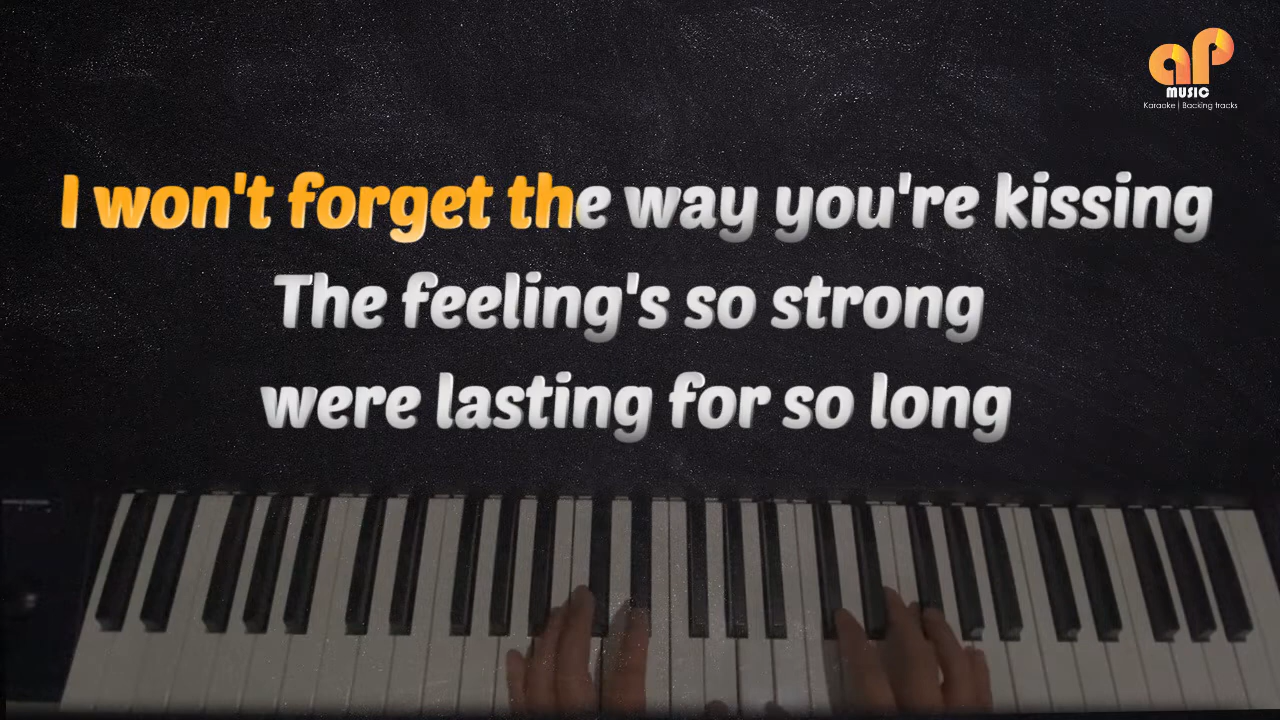 aP
MUSIC
Karaoke | Backing tracks
I won't forget the way you're kissing
The feeling's so strong
were lasting for so long